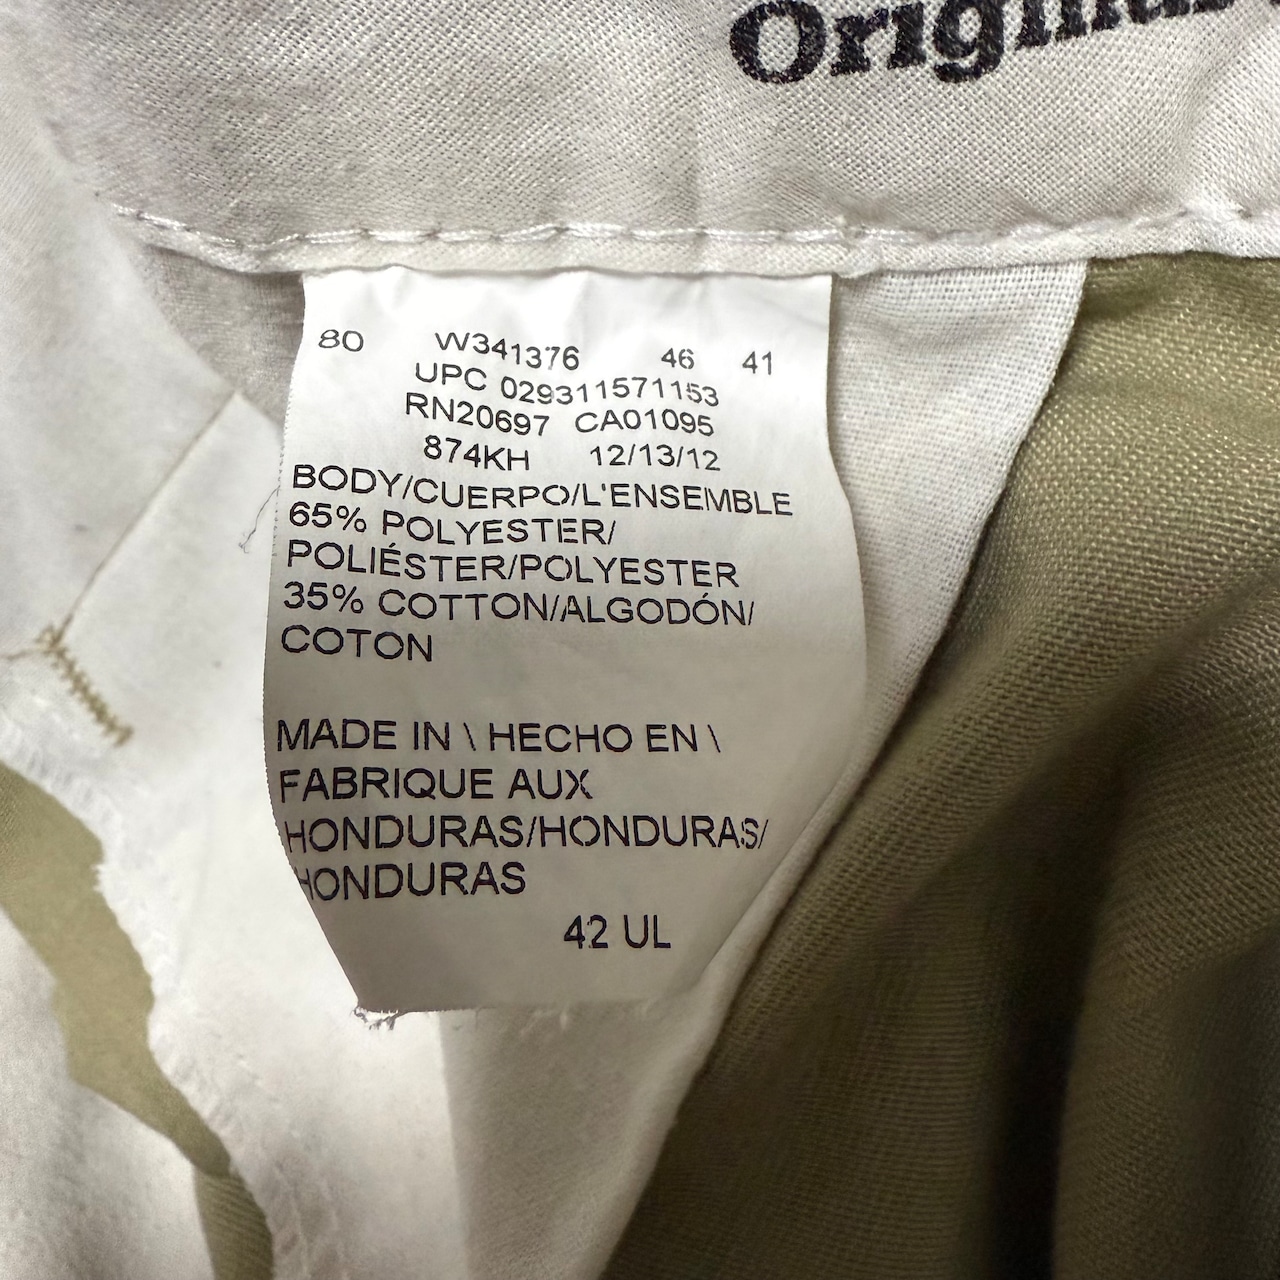 Original
80 W341376 46 41
UPC 029311571153
RN20697 CA01095
874KH 12/13/12
BODY/CUERPO/L'ENSEMBLE
65% POLYESTER/
POLIÉSTER/POLYESTER
35% COTTON/ALGODÓN/
COTON
MADE IN \ HECHO EN \
FABRIQUE AUX
HONDURAS/HONDURAS/
HONDURAS
42 UL